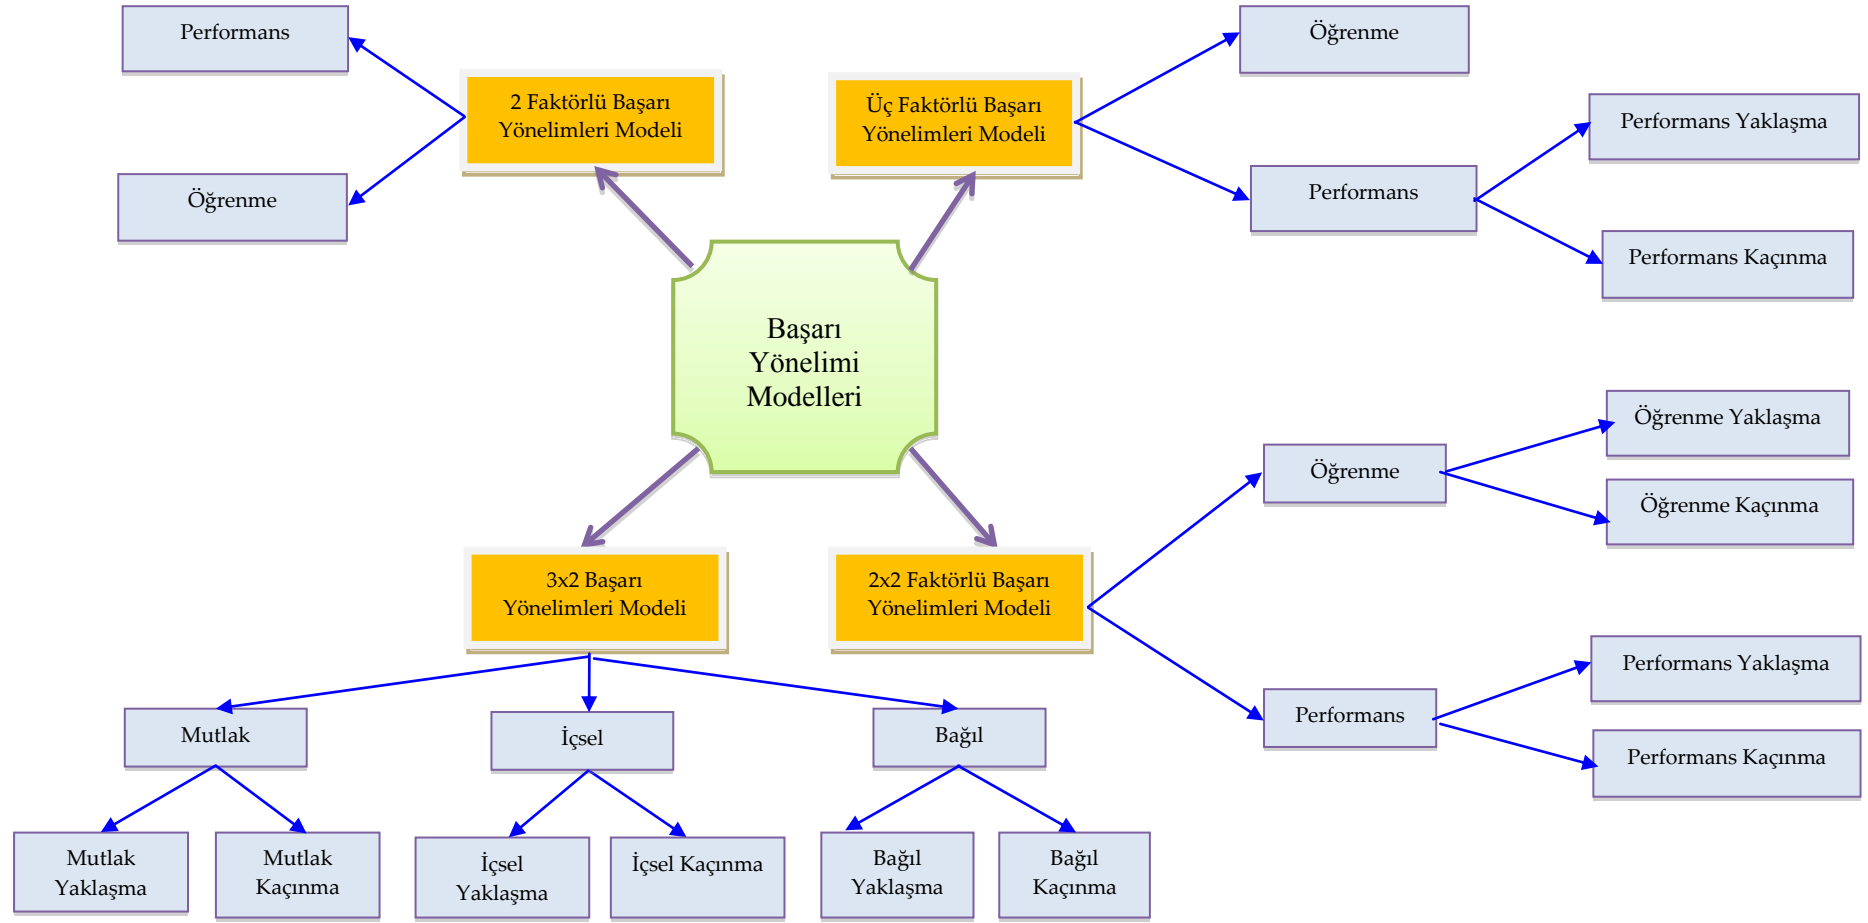 Performans
Öğrenme
2 Faktörlü Başarı
Yönelimleri Modeli
Üç Faktörlü Başarı
Yönelimleri Modeli
Öğrenme
Performans
Performans Yaklaşma
Performans Kaçınma
Başarı
Yönelimi
Modelleri
3x2 Başarı
Yönelimleri Modeli
2x2 Faktörlü Başarı
Yönelimleri Modeli
Öğrenme
Öğrenme Yaklaşma
Öğrenme Kaçınma
Performans
Performans Yaklaşma
Performans Kaçınma
Mutlak
İçsel
Bağıl
Mutlak
Yaklaşma
Mutlak
Kaçınma
İçsel
Yaklaşma
İçsel Kaçınma
Bağıl
Yaklaşma
Bağıl
Kaçınma